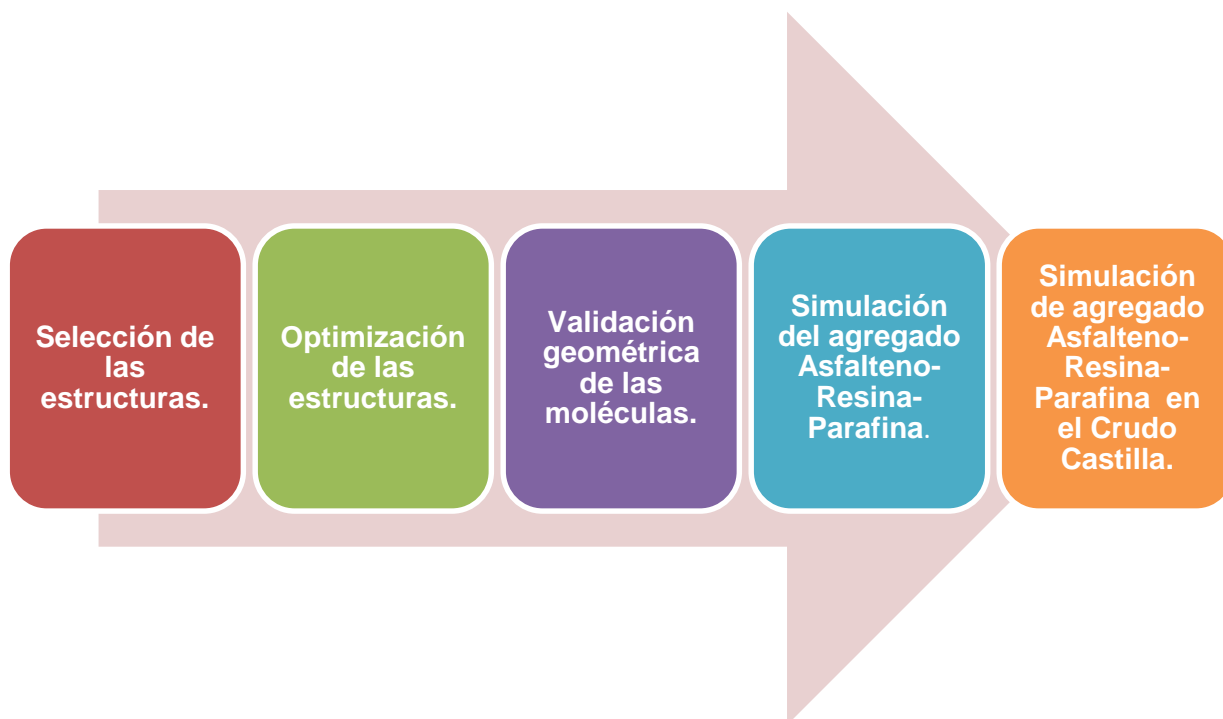 Selección de
las
estructuras.
Optimización
de las
estructuras.
Validación
geométrica
de las
moléculas.
Simulación
del agregado
Asfalteno-
Resina-
Parafina.
Simulación
de agregado
Asfalteno-
Resina-
Parafina en
el Crudo
Castilla.